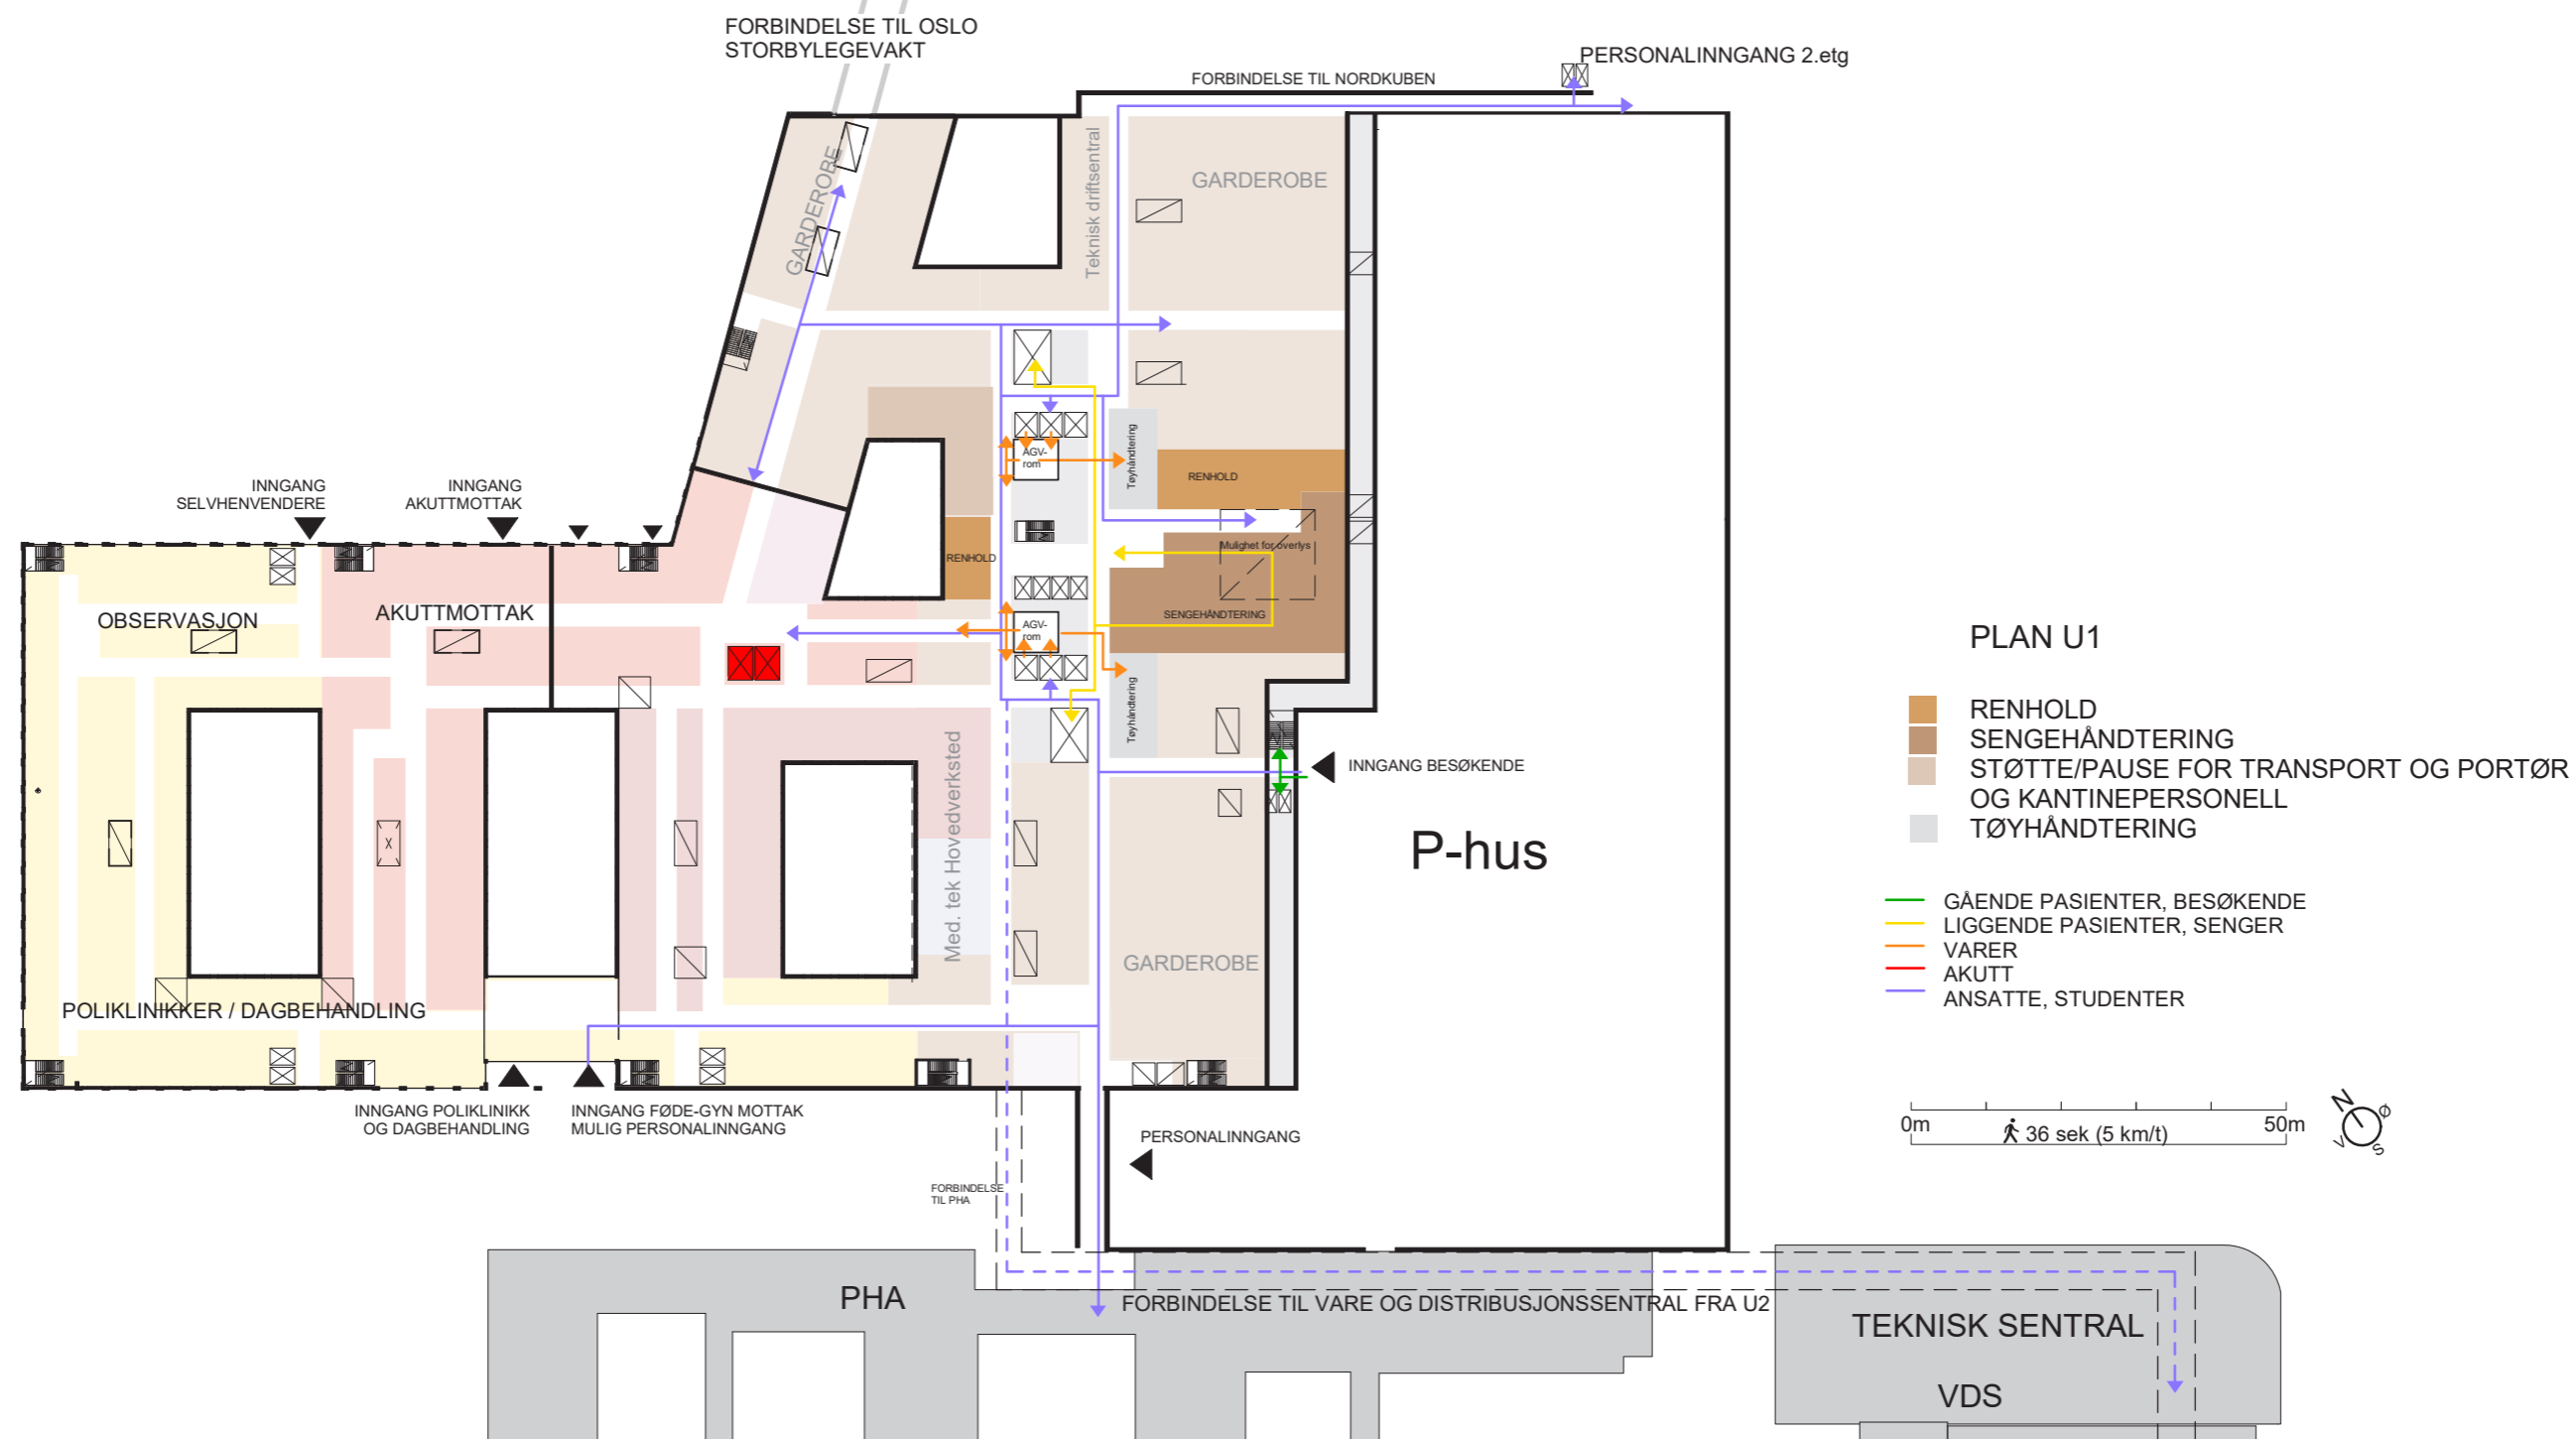 FORBINDELSE TIL OSLO
STORBYLEGEVAKT
PERSONALINNGANG 2.etg
FORBINDELSE TIL NORDKUBEN
GARDEROBE
Teknisk driftsentral
GARDEROBE
AGV-
rom
Tøyhåndtering
RENHOLD
INNGANG
SELVHENVENDERE
INNGANG
AKUTTMOTTAK
RENHOLD
Mulighet for overlys
OBSERVASJON
AKUTTMOTTAK
SENGEHÅNDTERING
AGV-
rom
Tøyhåndtering
Med. tek Hovedverksted
INNGANG BESØKENDE
P-hus
GARDEROBE
POLIKLINIKKER / DAGBEHANDLING
INNGANG POLIKLINIKK
OG DAGBEHANDLING
INNGANG FØDE-GYN MOTTAK
MULIG PERSONALINNGANG
PERSONALINNGANG
FORBINDELSE
TIL PHA
PHA
FORBINDELSE TIL VARE OG DISTRIBUSJONSSENTRAL FRA U2
TEKNISK SENTRAL
VDS
PLAN U1
RENHOLD
SENGEHÅNDTERING
STØTTE/PAUSE FOR TRANSPORT OG PORTØR
OG KANTINEPERSONELL
TØYHÅNDTERING
GÅENDE PASIENTER, BESØKENDE
LIGGENDE PASIENTER, SENGER
VARER
AKUTT
ANSATTE, STUDENTER
0m
36 sek (5 km/t)
50m
N
Ø
V
S